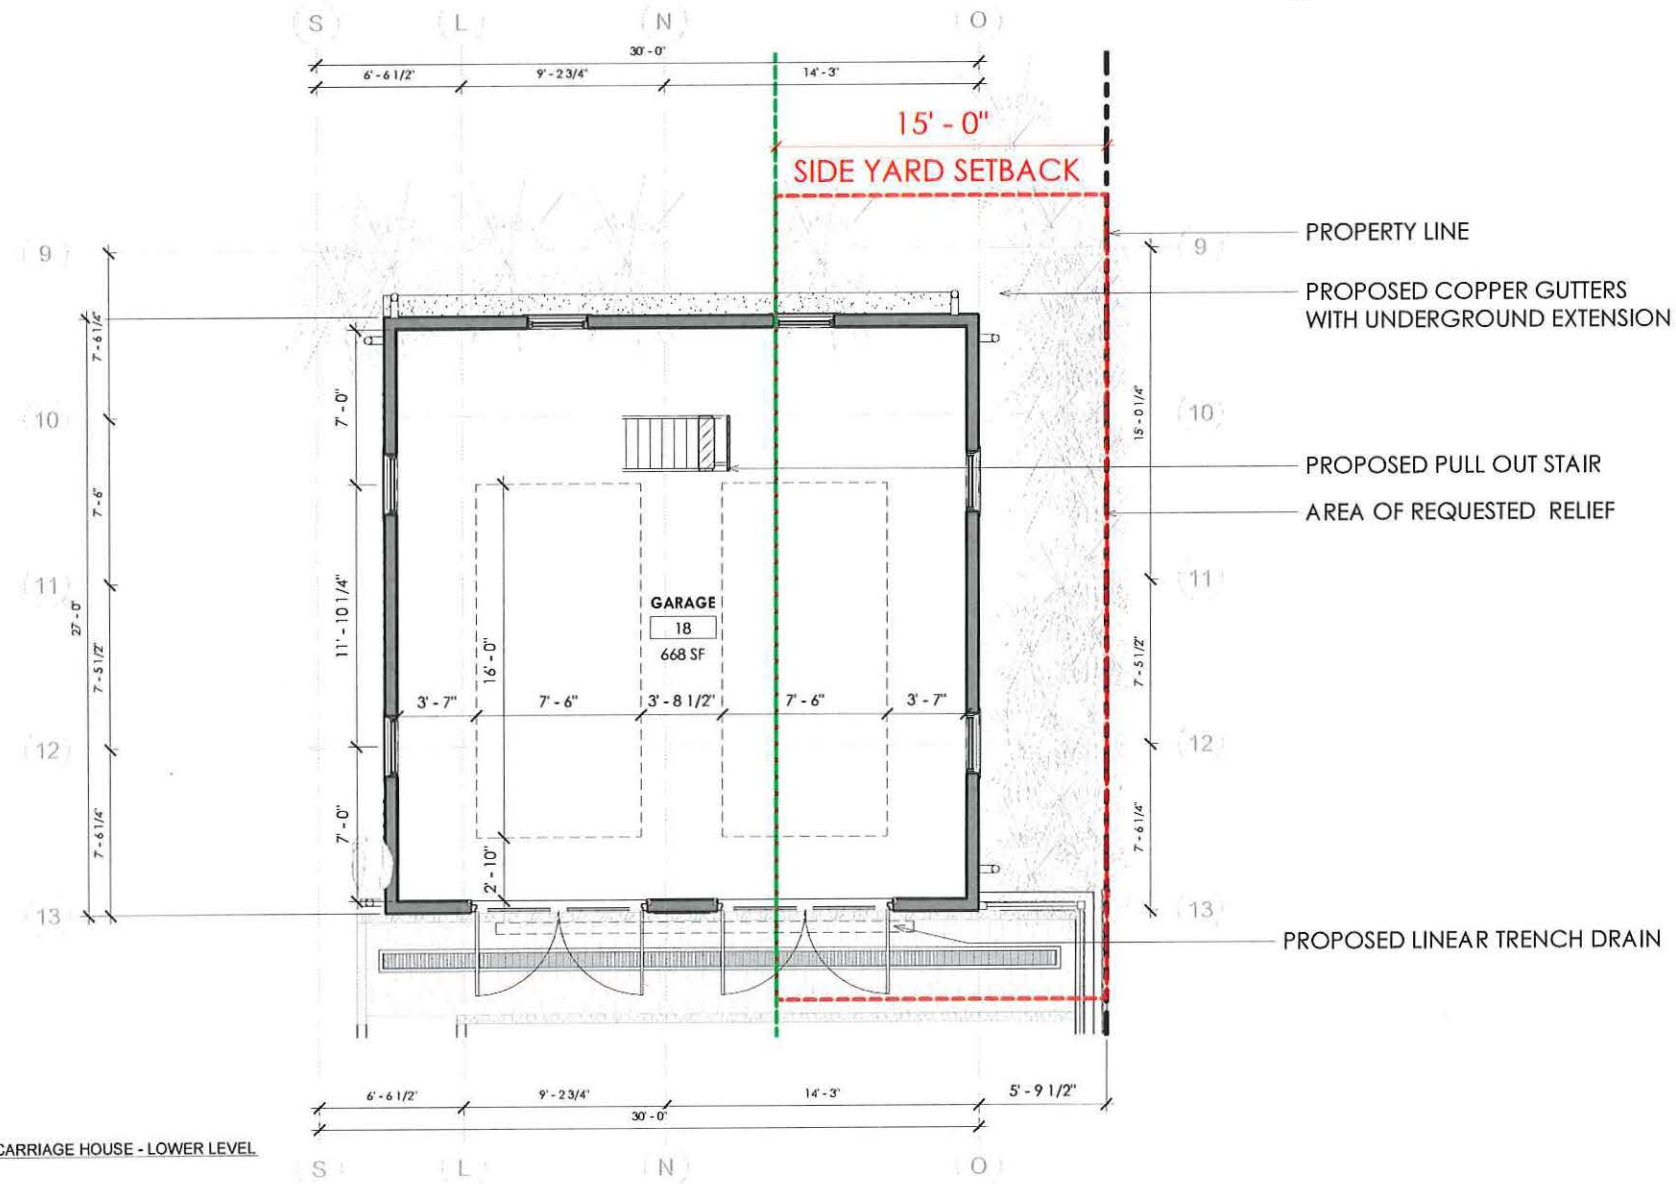 S L N O
30' - 0"
6' - 6 1/2" 9' - 2 3/4" 14' - 3"
15' - 0"
SIDE YARD SETBACK
PROPERTY LINE
9 9
PROPOSED COPPER GUTTERS
WITH UNDERGROUND EXTENSION
7' - 6 1/4"
7' - 0"
10 10
15' - 0 1/4"
PROPOSED PULL OUT STAIR
7' - 6"
AREA OF REQUESTED RELIEF
11 11
27' - 0"
11' - 10 1/4"
GARAGE
18
668 SF
16' - 0"
7' - 5 1/2" 7' - 5 1/2"
3' - 7" 7' - 6" 3' - 8 1/2" 7' - 6" 3' - 7"
12 12
7' - 6 1/4" 7' - 0" 7' - 6 1/4"
2' - 10"
13 13
PROPOSED LINEAR TRENCH DRAIN
6' - 6 1/2" 9' - 2 3/4" 14' - 3" 5' - 9 1/2"
30' - 0"
CARRIAGE HOUSE - LOWER LEVEL
S L N O